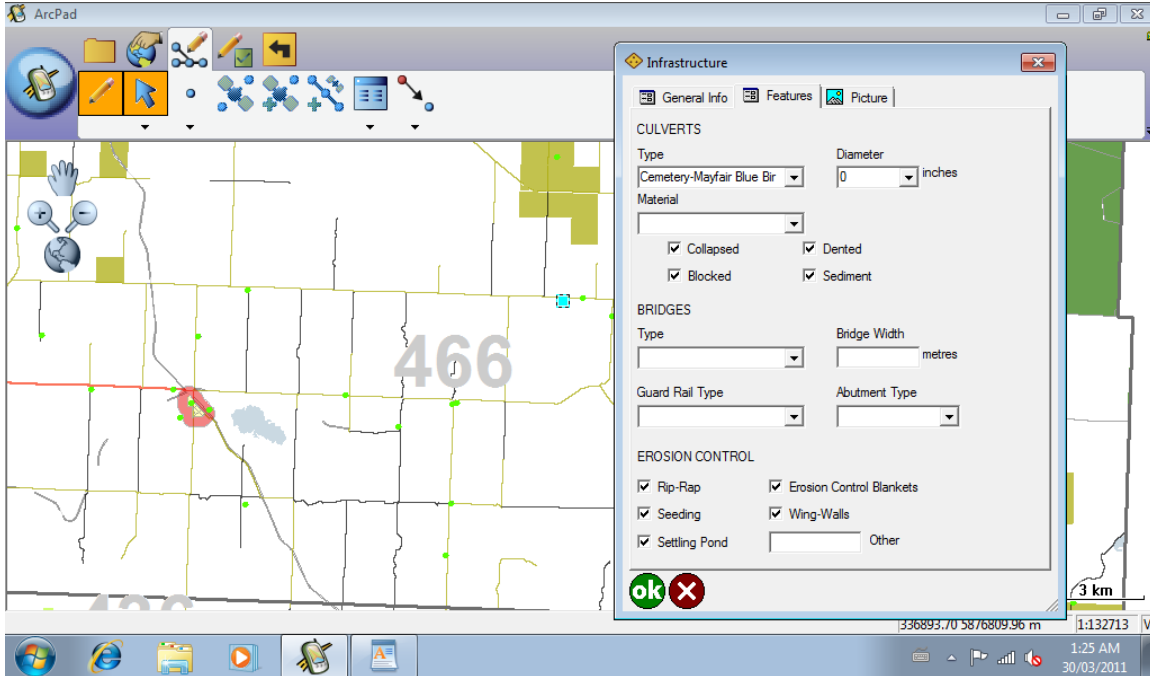 ArcPad
Infrastructure
General Info Features Picture
CULVERTS
Type Diameter
Cemetery-Mayfair Blue Bir 0 inches
Material
Collapsed Dented
Blocked Sediment
BRIDGES
Type Bridge Width
metres
Guard Rail Type Abutment Type
EROSION CONTROL
Rip-Rap Erosion Control Blankets
Seeding Wing-Walls
Settling Pond Other
ok
466
3 km
336893.70 5876809.96 m 1:132713 V
1:25 AM
30/03/2011